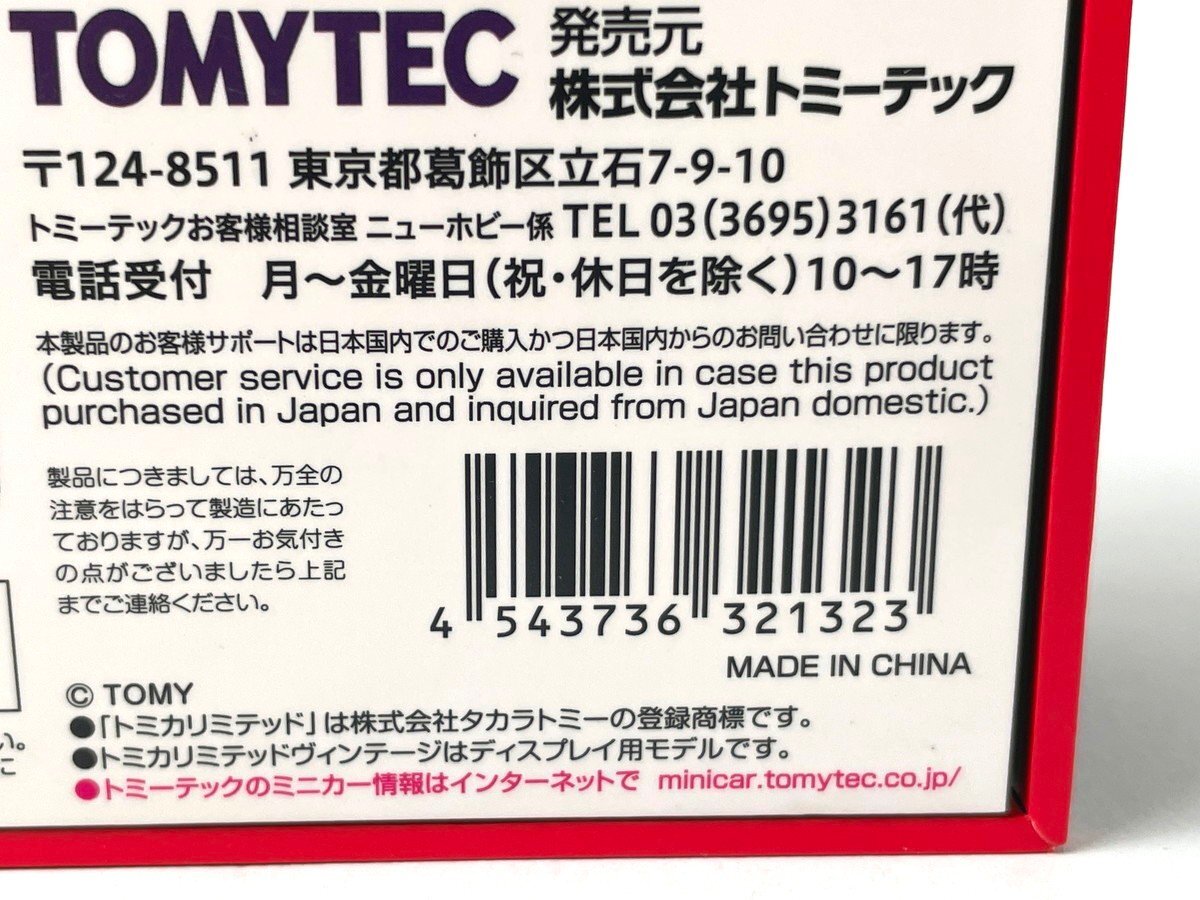 TOMYTEC 発売元
株式会社トミーテック
〒124-8511 東京都葛飾区立石7-9-10
トミーテックお客様相談室 ニューホビー係 TEL 03(3695)3161(代)
電話受付 月〜金曜日(祝・休日を除く)10〜17時
本製品のお客様サポートは日本国内でのご購入かつ日本国内からのお問い合わせに限ります。
(Customer service is only available in case this product
purchased in Japan and inquired from Japan domestic.)
製品につきましては、万全の
注意をはらって製造にあたっ
ておりますが、万一お気付き
の点がございましたら上記
までご連絡ください。
4 543736 321323
MADE IN CHINA
© TOMY
●「トミカリミテッド」は株式会社タカラトミーの登録商標です。
●トミカリミテッドヴィンテージはディスプレイ用モデルです。
●トミーテックのミニカー情報はインターネットで minicar.tomytec.co.jp/
い。
に